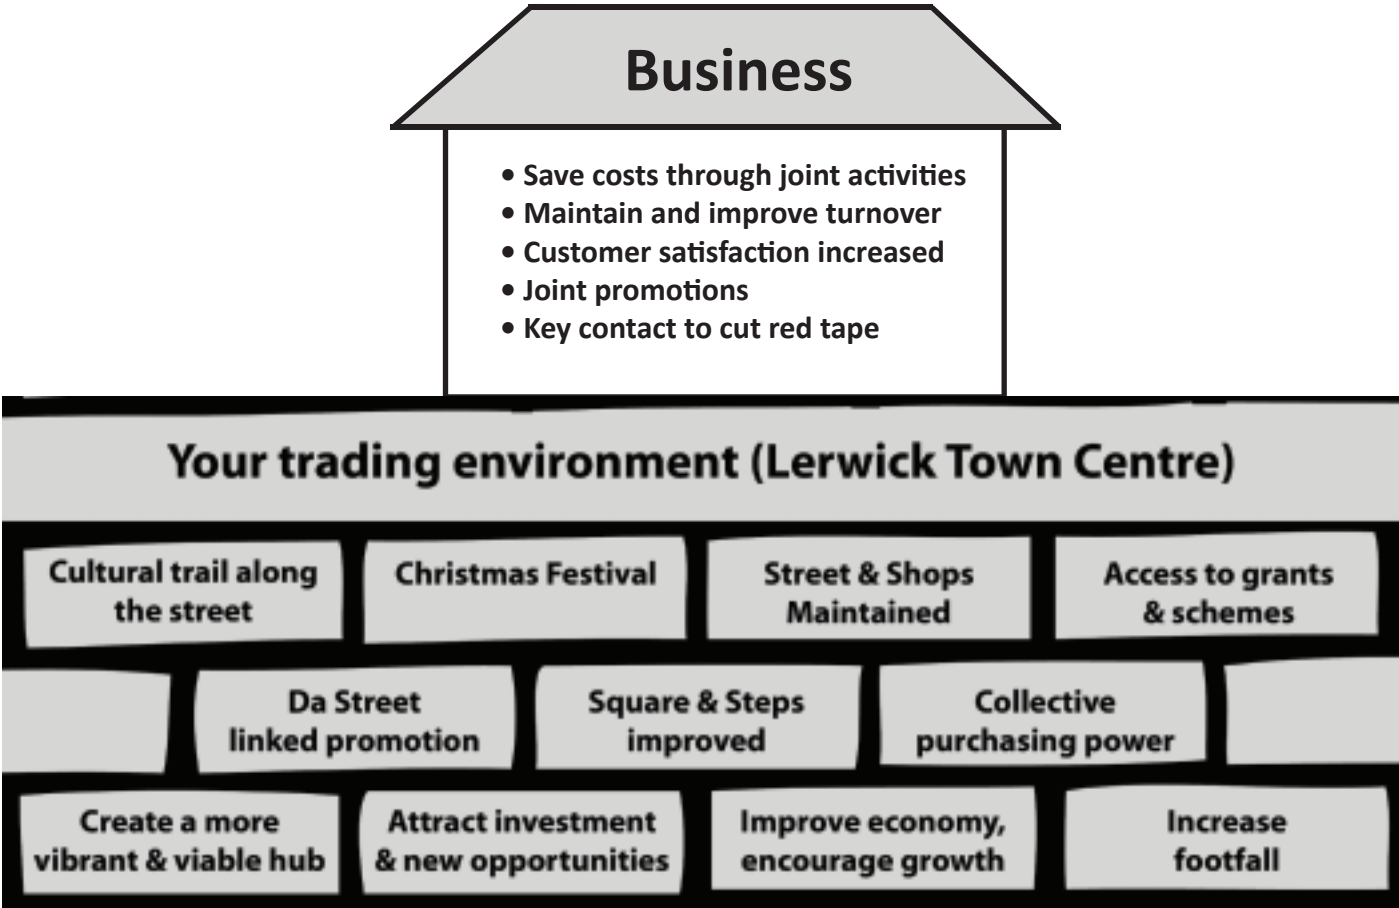 Business
• Save costs through joint activities
• Maintain and improve turnover
• Customer satisfaction increased
• Joint promotions
• Key contact to cut red tape
Your trading environment (Lerwick Town Centre)
Cultural trail along
the street
Christmas Festival
Street & Shops
Maintained
Access to grants
& schemes
Da Street
linked promotion
Square & Steps
improved
Collective
purchasing power
Create a more
vibrant & viable hub
Attract investment
& new opportunities
Improve economy,
encourage growth
Increase
footfall